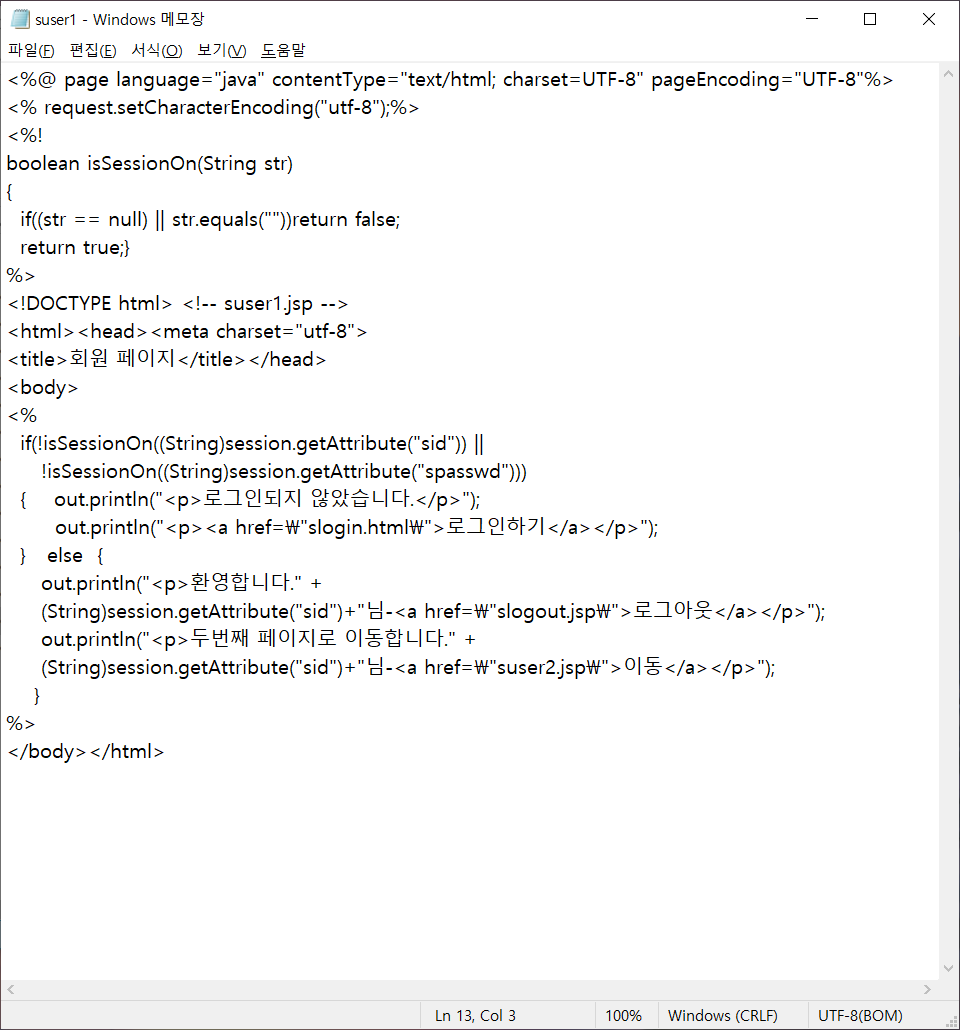 suser1 - Windows 메모장
파일(F) 편집(E) 서식(O) 보기(V) 도움말
<%@ page language="java" contentType="text/html; charset=UTF-8" pageEncoding="UTF-8"%>
<% request.setCharacterEncoding("utf-8");%>
<%!
boolean isSessionOn(String str)
{
  if((str == null) || str.equals(""))return false;
  return true;}
%>
<!DOCTYPE html> <!-- suser1.jsp -->
<html><head><meta charset="utf-8">
<title>회원 페이지</title></head>
<body>
<%
  if(!isSessionOn((String)session.getAttribute("sid")) ||
     !isSessionOn((String)session.getAttribute("spasswd")))
  {    out.println("<p>로그인되지 않았습니다.</p>");
       out.println("<p><a href=₩"slogin.html₩">로그인하기</a></p>");
  }   else  {
     out.println("<p>환영합니다." +
     (String)session.getAttribute("sid")+"님-<a href=₩"slogout.jsp₩">로그아웃</a></p>");
     out.println("<p>두번째 페이지로 이동합니다." +
     (String)session.getAttribute("sid")+"님-<a href=₩"suser2.jsp₩">이동</a></p>");
    }
%>
</body></html>
Ln 13, Col 3 100% Windows (CRLF) UTF-8(BOM)